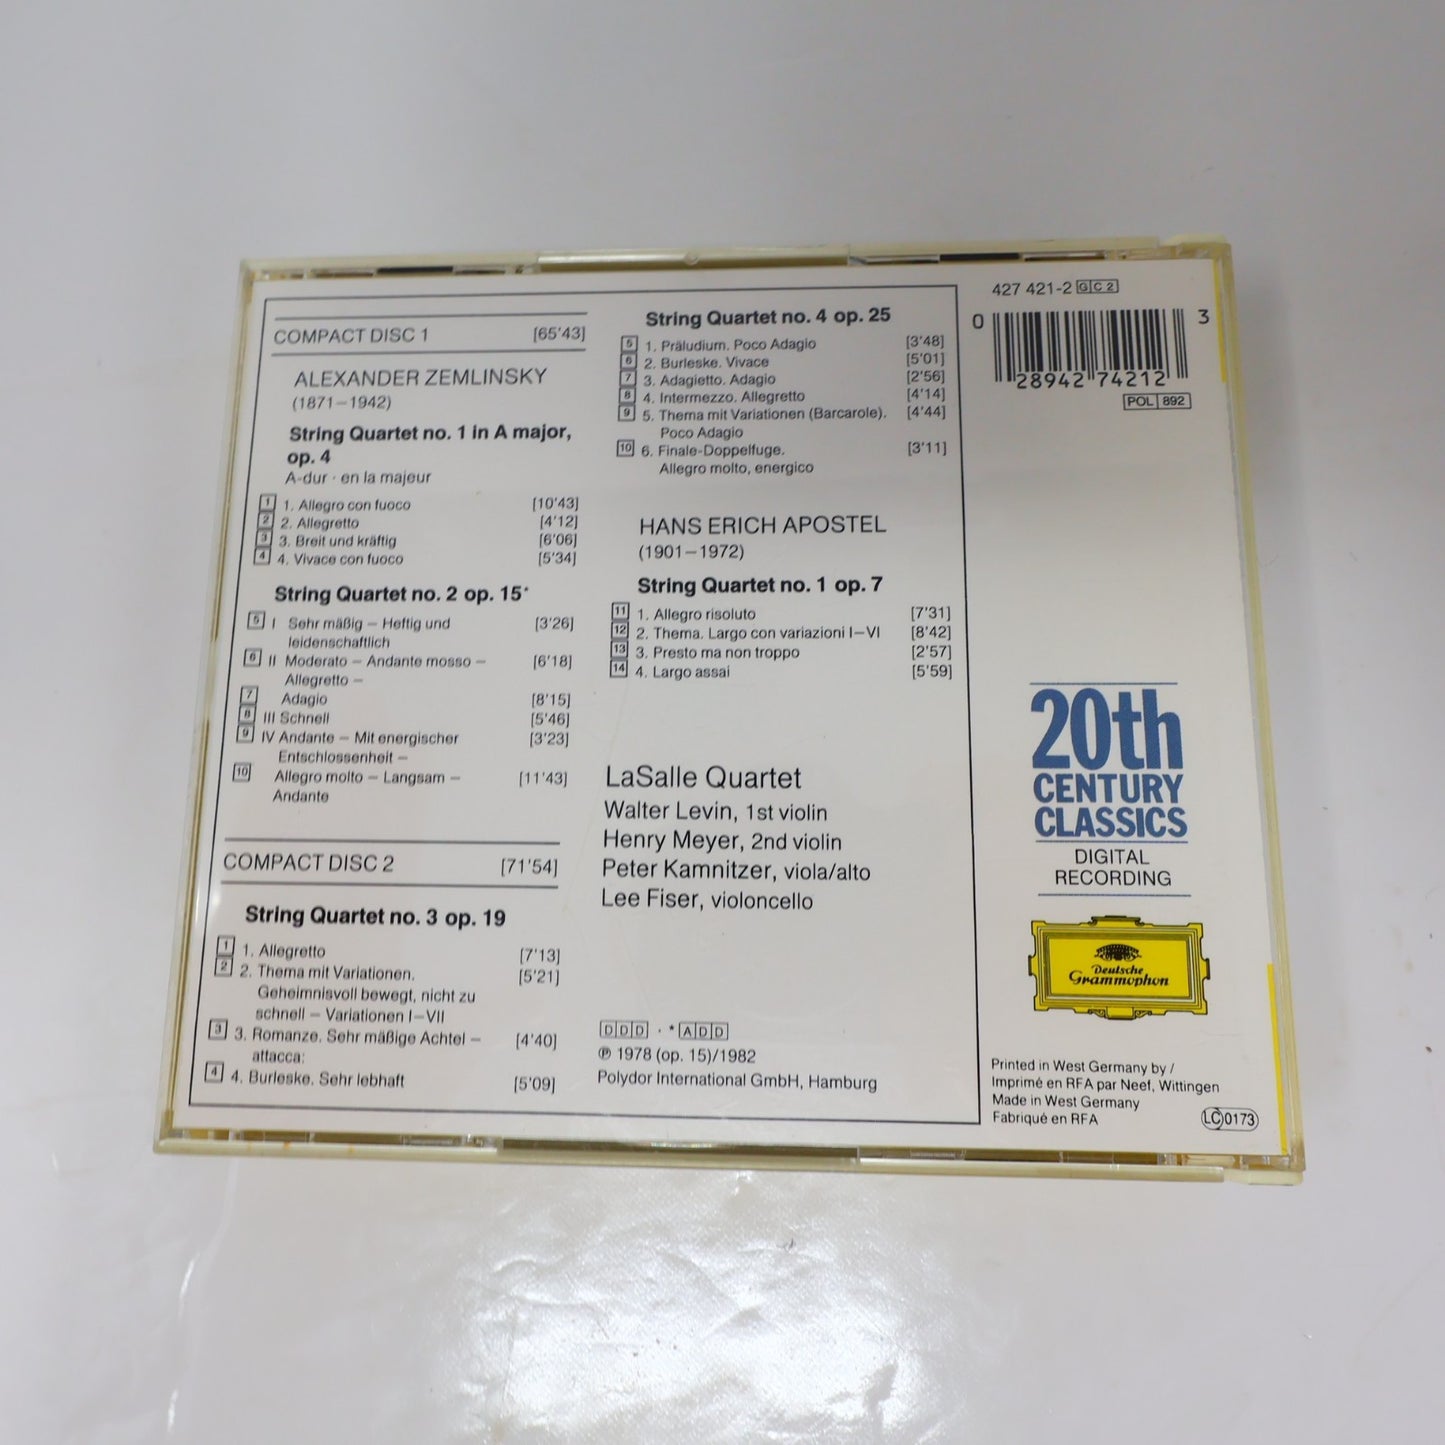 COMPACT DISC 1 [65'43]
ALEXANDER ZEMLINSKY
(1871–1942)
String Quartet no. 1 in A major,
op. 4
A-dur · en la majeur
1 1. Allegro con fuoco [10'43]
2 2. Allegretto [4'12]
3 3. Breit und kräftig [6'06]
4 4. Vivace con fuoco [5'34]
String Quartet no. 2 op. 15*
5 I Sehr mäßig – Heftig und [3'26]
leidenschaftlich
6 II Moderato – Andante mosso – [6'18]
Allegretto –
7 Adagio [8'15]
8 III Schnell [5'46]
9 IV Andante – Mit energischer [3'23]
Entschlossenheit –
10 Allegro molto – Langsam – [11'43]
Andante
COMPACT DISC 2 [71'54]
String Quartet no. 3 op. 19
1 1. Allegretto [7'13]
2 2. Thema mit Variationen. [5'21]
Geheimnisvoll bewegt, nicht zu
schnell – Variationen I–VII
3 3. Romanze. Sehr mäßige Achtel – [4'40]
attacca:
4 4. Burleske. Sehr lebhaft [5'09]
String Quartet no. 4 op. 25
5 1. Präludium. Poco Adagio [3'48]
6 2. Burleske. Vivace [5'01]
7 3. Adagietto. Adagio [2'56]
8 4. Intermezzo. Allegretto [4'14]
9 5. Thema mit Variationen (Barcarole). [4'44]
Poco Adagio
10 6. Finale-Doppelfuge. [3'11]
Allegro molto, energico
HANS ERICH APOSTEL
(1901–1972)
String Quartet no. 1 op. 7
11 1. Allegro risoluto [7'31]
12 2. Thema. Largo con variazioni I–VI [8'42]
13 3. Presto ma non troppo [2'57]
14 4. Largo assai [5'59]
LaSalle Quartet
Walter Levin, 1st violin
Henry Meyer, 2nd violin
Peter Kamnitzer, viola/alto
Lee Fiser, violoncello
DDD · *ADD
℗ 1978 (op. 15)/1982
Polydor International GmbH, Hamburg
427 421-2 GC 2
0 28942 74212 3
POL 892
20th
CENTURY
CLASSICS
DIGITAL
RECORDING
Deutsche
Grammophon
Printed in West Germany by /
Imprimé en RFA par Neef, Wittingen
Made in West Germany
Fabriqué en RFA
LC 0173